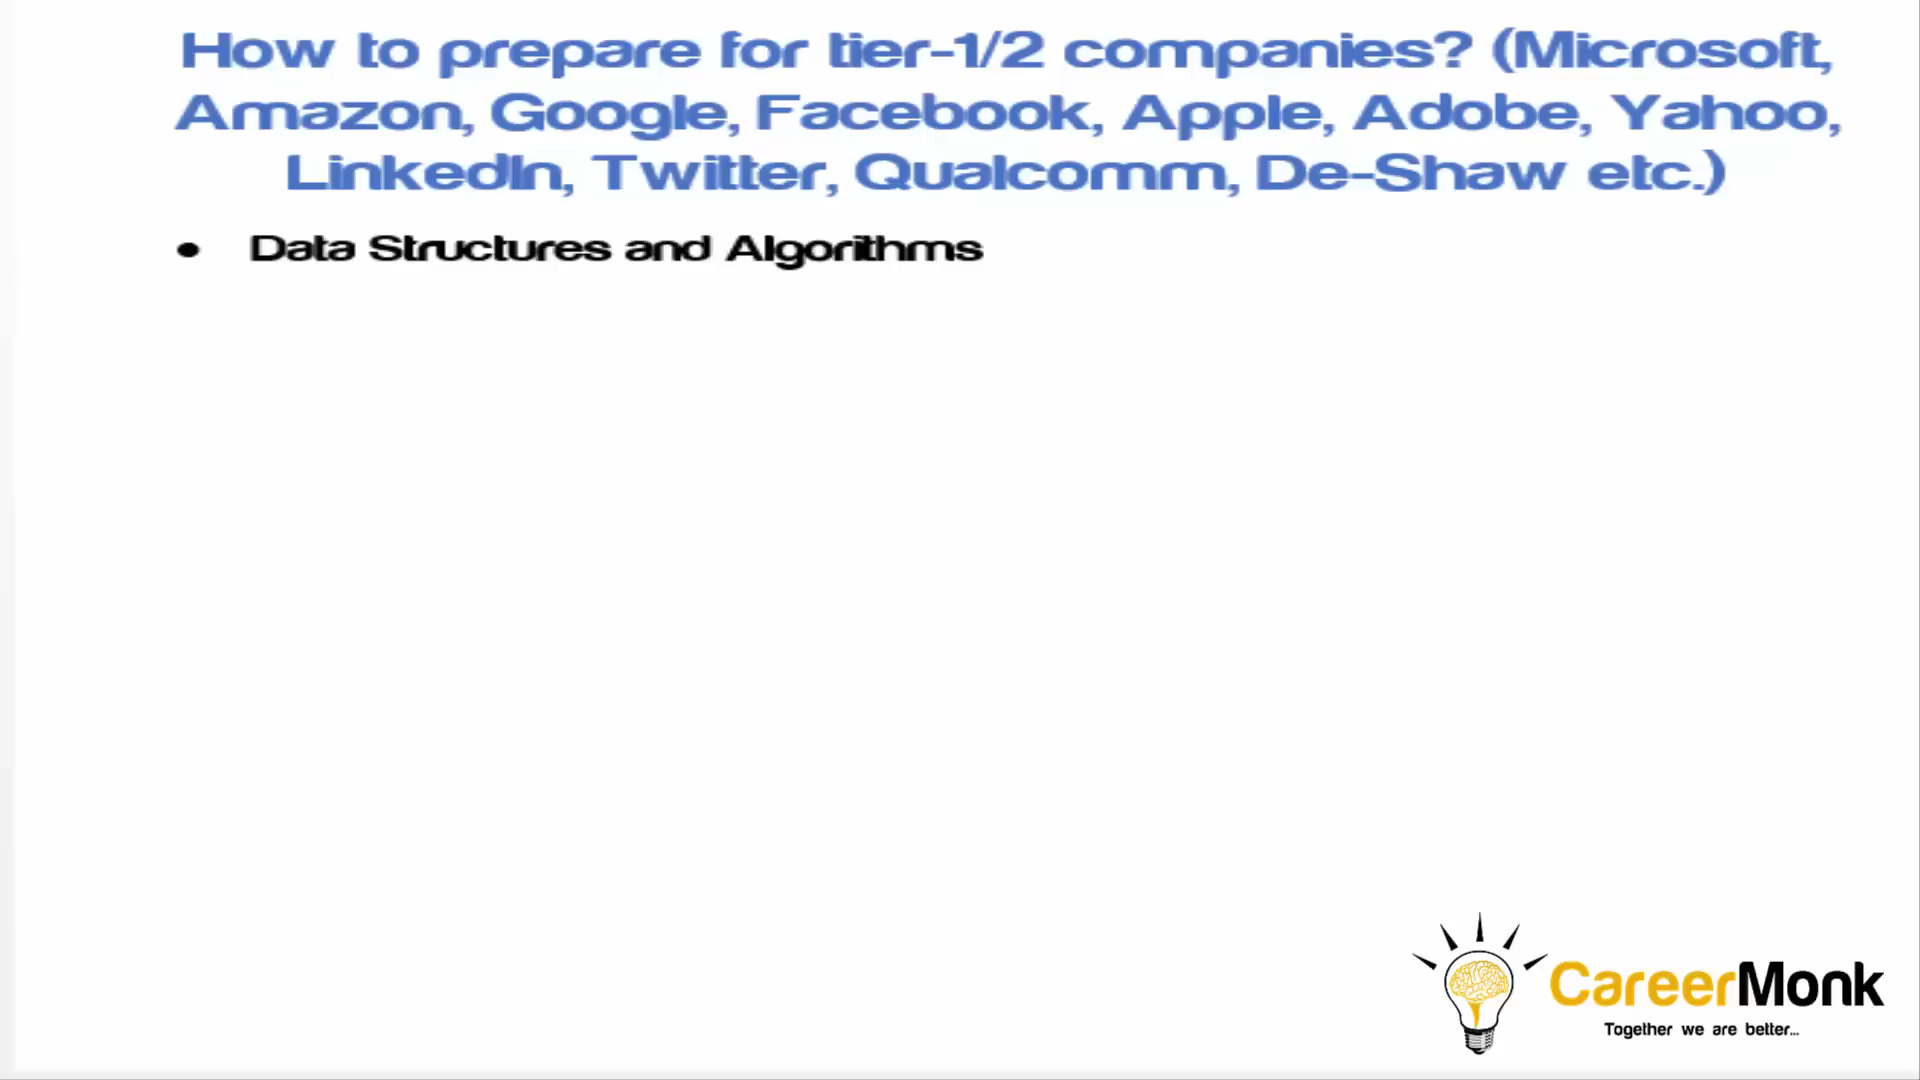 How to prepare for tier-1/2 companies? (Microsoft,
Amazon, Google, Facebook, Apple, Adobe, Yahoo,
LinkedIn, Twitter, Qualcomm, De-Shaw etc.)
● Data Structures and Algorithms
CareerMonk
Together we are better...